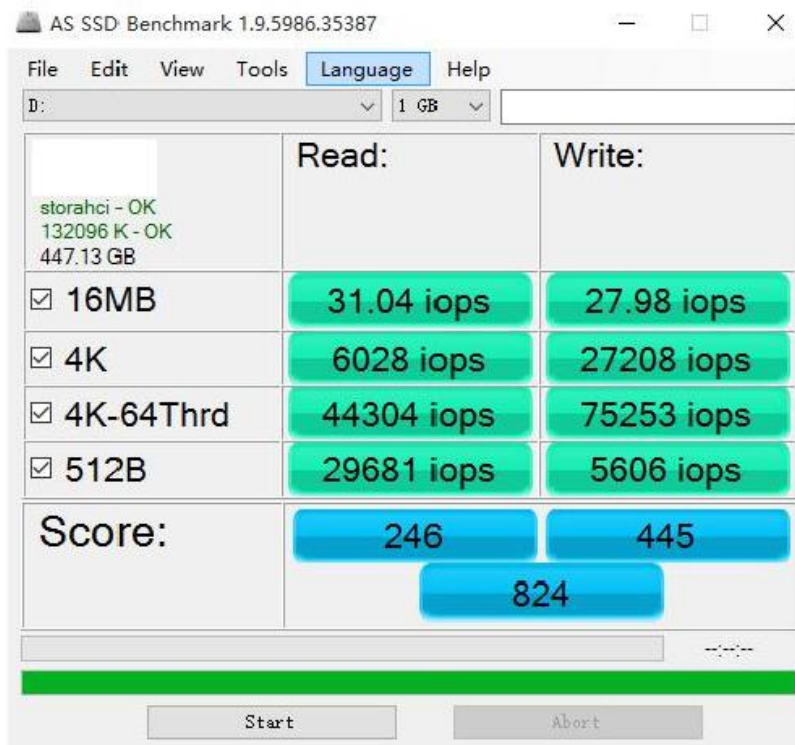 AS SSD Benchmark 1.9.5986.35387
File Edit View Tools Language Help
D: 1 GB
Read: Write:
storahci - OK
132096 K - OK
447.13 GB
16MB 31.04 iops 27.98 iops
4K 6028 iops 27208 iops
4K-64Thrd 44304 iops 75253 iops
512B 29681 iops 5606 iops
Score: 246 445
824
--:--:--
Start Abort